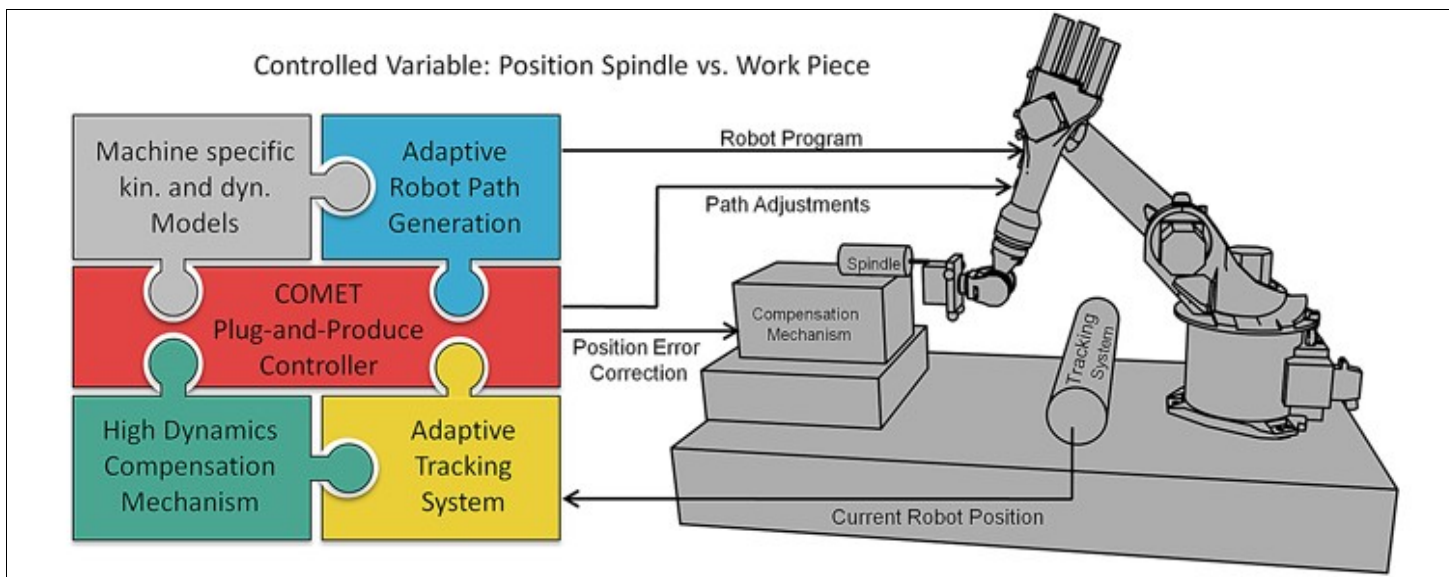 Controlled Variable: Position Spindle vs. Work Piece
Machine specific
kin. and dyn.
Models
Adaptive
Robot Path
Generation
COMET
Plug-and-Produce
Controller
High Dynamics
Compensation
Mechanism
Adaptive
Tracking
System
Robot Program
Path Adjustments
Position Error
Correction
Current Robot Position
Spindle
Compensation
Mechanism
Tracking
System